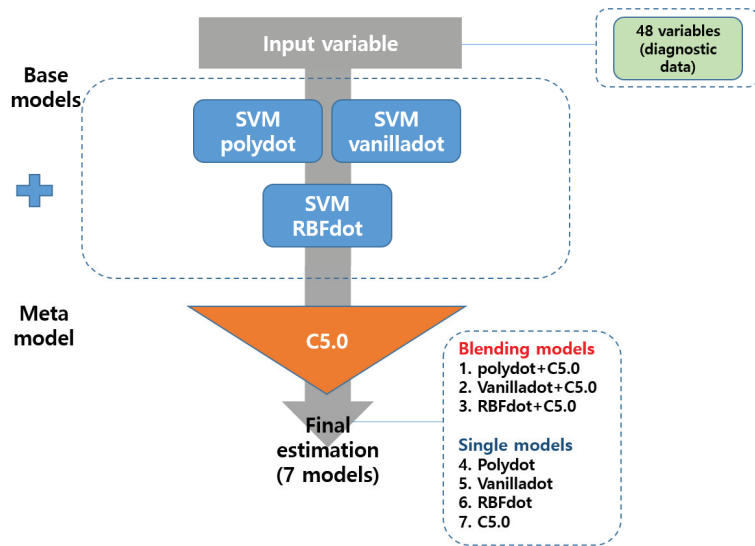 Input variable
48 variables
(diagnostic
data)
Base
models
SVM
polydot
SVM
vanilladot
SVM
RBFdot
Meta
model
C5.0
Blending models
1. polydot+C5.0
2. Vanilladot+C5.0
3. RBFdot+C5.0
Final
estimation
(7 models)
Single models
4. Polydot
5. Vanilladot
6. RBFdot
7. C5.0